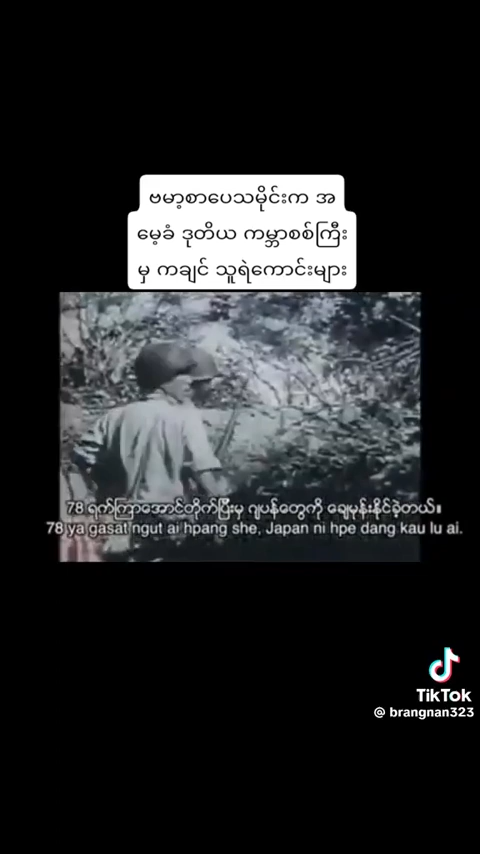 ဗမာ့စာပေသမိုင်းက အ
မေ့ခံ ဒုတိယ ကမ္ဘာစစ်ကြီး
မှ ကချင် သူရဲကောင်းများ
78 ရက်ကြာအောင်တိုက်ပြီးမှ ဂျပန်တွေကို ချေမှုန်းနိုင်ခဲ့တယ်။
78 ya gasat ngut ai hpang she, Japan ni hpe dang kau lu ai.
TikTok
@ brangnan323